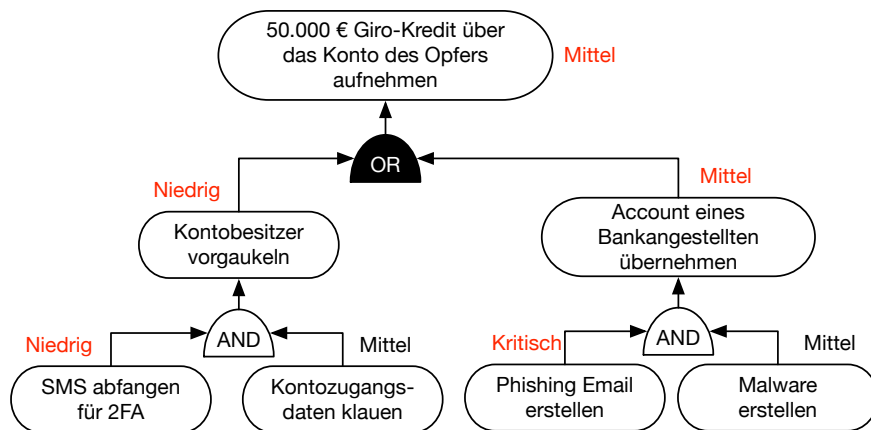 50.000 € Giro-Kredit über
das Konto des Opfers
aufnehmen
Mittel
OR
Niedrig
Mittel
Kontobesitzer
vorgaukeln
Account eines
Bankangestellten
übernehmen
AND
AND
Niedrig
Mittel
Kritisch
Mittel
SMS abfangen
für 2FA
Kontozugangs-
daten klauen
Phishing Email
erstellen
Malware
erstellen